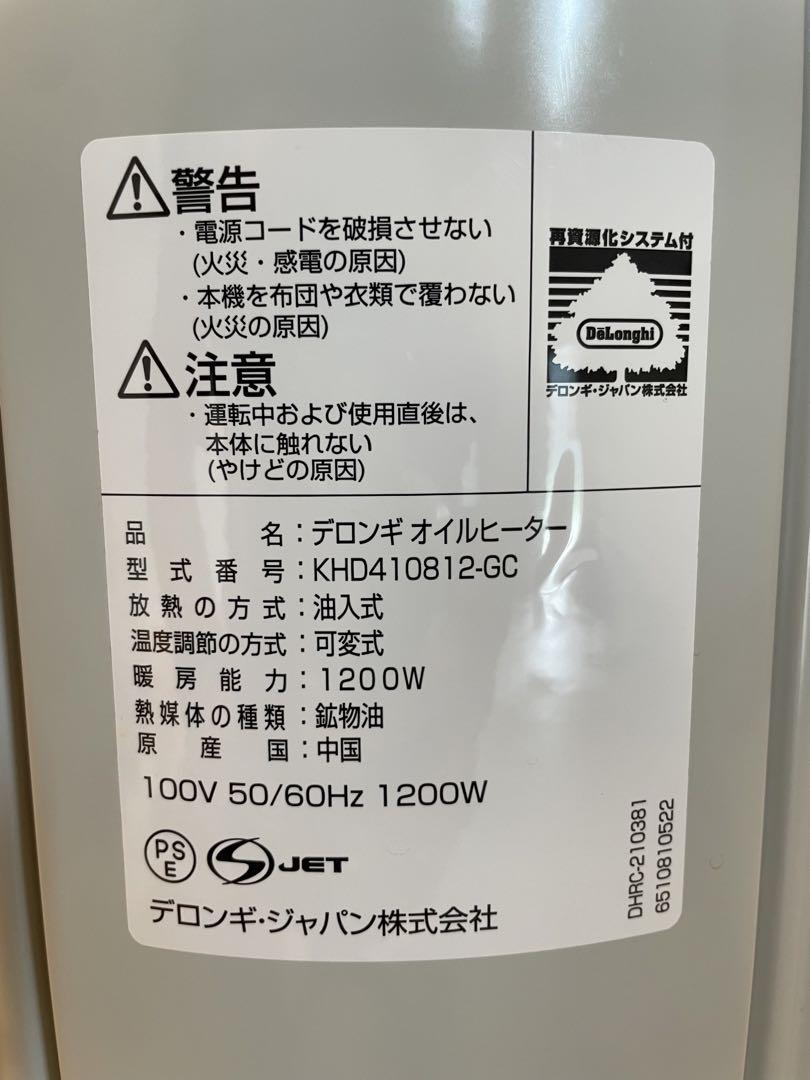 警告
・電源コードを破損させない
(火災・感電の原因)
・本機を布団や衣類で覆わない
(火災の原因)
注意
・運転中および使用直後は、
本体に触れない
(やけどの原因)
再資源化システム付
DeLonghi
デロンギ・ジャパン株式会社
品名：デロンギ オイルヒーター
型式番号：KHD410812-GC
放熱の方式：油入式
温度調節の方式：可変式
暖房能力：1200W
熱媒体の種類：鉱物油
原産国：中国
100V 50/60Hz 1200W
PS
E
S JET
デロンギ・ジャパン株式会社
DHRC-210381
6510810522